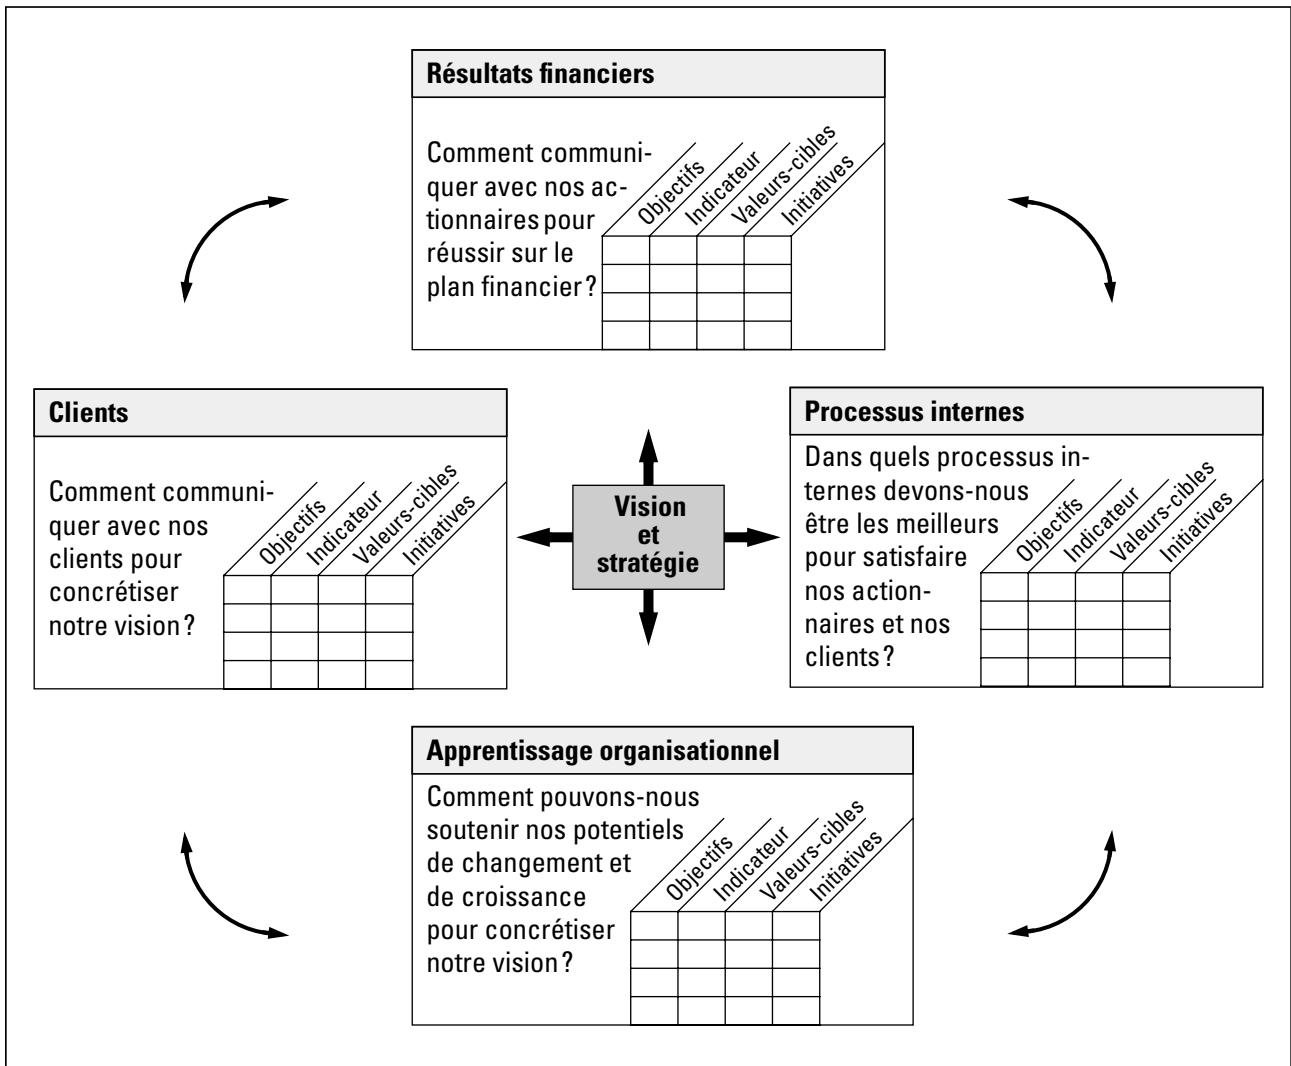 Résultats financiers
Comment communi-
quer avec nos ac-
tionnaires pour
réussir sur le
plan financier ?
Objectifs
Indicateur
Valeurs-cibles
Initiatives
Clients
Comment communi-
quer avec nos
clients pour
concrétiser
notre vision ?
Objectifs
Indicateur
Valeurs-cibles
Initiatives
Vision
et
stratégie
Processus internes
Dans quels processus in-
ternes devons-nous
être les meilleurs
pour satisfaire
nos action-
naires et nos
clients ?
Objectifs
Indicateur
Valeurs-cibles
Initiatives
Apprentissage organisationnel
Comment pouvons-nous
soutenir nos potentiels
de changement et
de croissance
pour concrétiser
notre vision ?
Objectifs
Indicateur
Valeurs-cibles
Initiatives